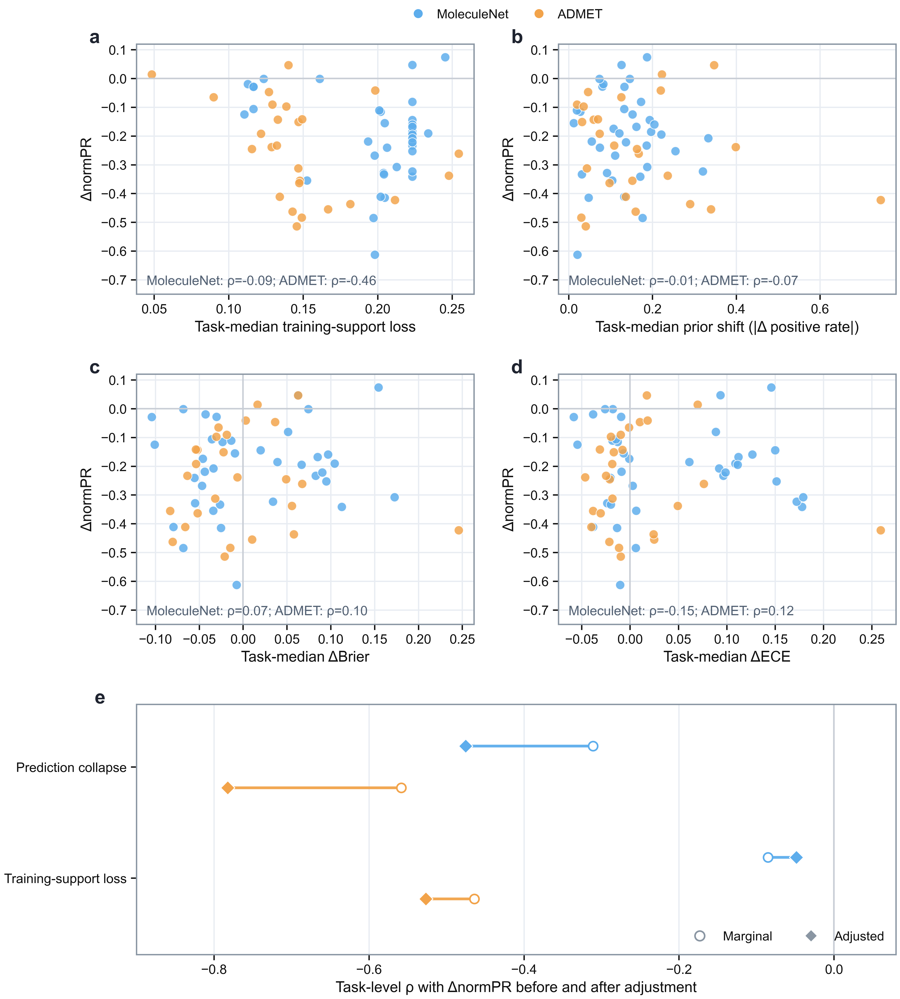 MoleculeNet ADMET
a
0.1
0.0
−0.1
−0.2
−0.3
−0.4
−0.5
−0.6
−0.7
ΔnormPR
MoleculeNet: ρ=-0.09; ADMET: ρ=-0.46
0.05 0.10 0.15 0.20 0.25
Task-median training-support loss
b
0.1
0.0
−0.1
−0.2
−0.3
−0.4
−0.5
−0.6
−0.7
ΔnormPR
MoleculeNet: ρ=-0.01; ADMET: ρ=-0.07
0.0 0.2 0.4 0.6
Task-median prior shift (|Δ positive rate|)
c
0.1
0.0
−0.1
−0.2
−0.3
−0.4
−0.5
−0.6
−0.7
ΔnormPR
MoleculeNet: ρ=0.07; ADMET: ρ=0.10
−0.10 −0.05 0.00 0.05 0.10 0.15 0.20 0.25
Task-median ΔBrier
d
0.1
0.0
−0.1
−0.2
−0.3
−0.4
−0.5
−0.6
−0.7
ΔnormPR
MoleculeNet: ρ=-0.15; ADMET: ρ=0.12
−0.05 0.00 0.05 0.10 0.15 0.20 0.25
Task-median ΔECE
e
Prediction collapse
Training-support loss
Marginal Adjusted
−0.8 −0.6 −0.4 −0.2 0.0
Task-level ρ with ΔnormPR before and after adjustment